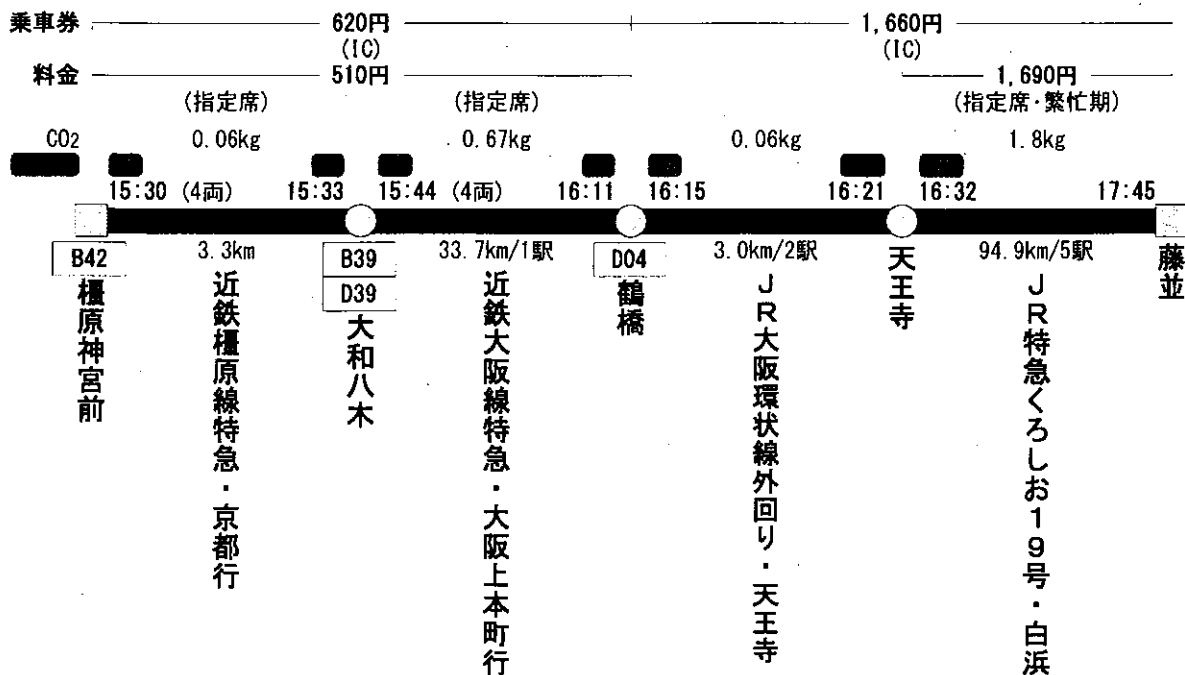 乗車券 620円 1,660円
(IC) (IC)
料金 510円 1,690円
(指定席) (指定席) (指定席・繁忙期)
CO2 0.06kg 0.67kg 0.06kg 1.8kg
15:30 (4両) 15:33 15:44 (4両) 16:11 16:15 16:21 16:32 17:45
3.3km 33.7km/1駅 3.0km/2駅 94.9km/5駅
B42
橿原神宮前
近鉄橿原線特急・京都行
B39
D39
大和八木
近鉄大阪線特急・大阪上本町行
D04
鶴橋
JR大阪環状線外回り・天王寺
天王寺
JR特急くろしお19号・白浜
藤並